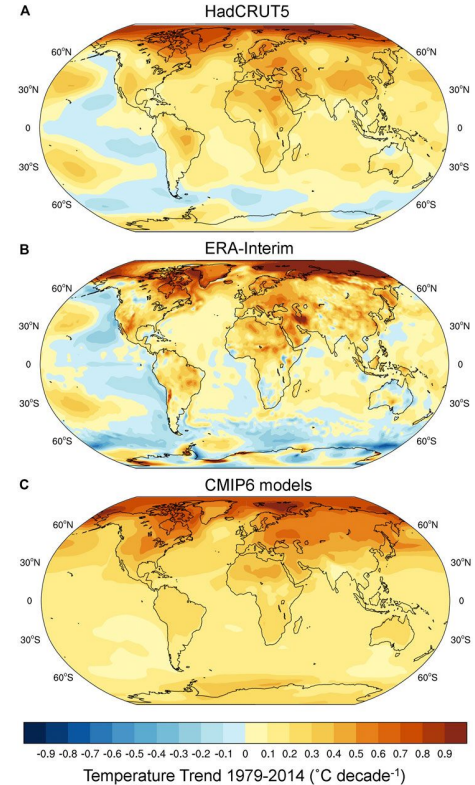 A HadCRUT5
60°N
30°N 30°N
0 0
30°S 30°S
60°S 60°S
B ERA-Interim
60°N 60°N
30°N 30°N
0 0
30°S 30°S
60°S 60°S
C CMIP6 models
60°N 60°N
30°N 30°N
0 0
30°S 30°S
60°S 60°S
-0.9 -0.8 -0.7 -0.6 -0.5 -0.4 -0.3 -0.2 -0.1 0 0.1 0.2 0.3 0.4 0.5 0.6 0.7 0.8 0.9
Temperature Trend 1979-2014 (°C decade⁻¹)